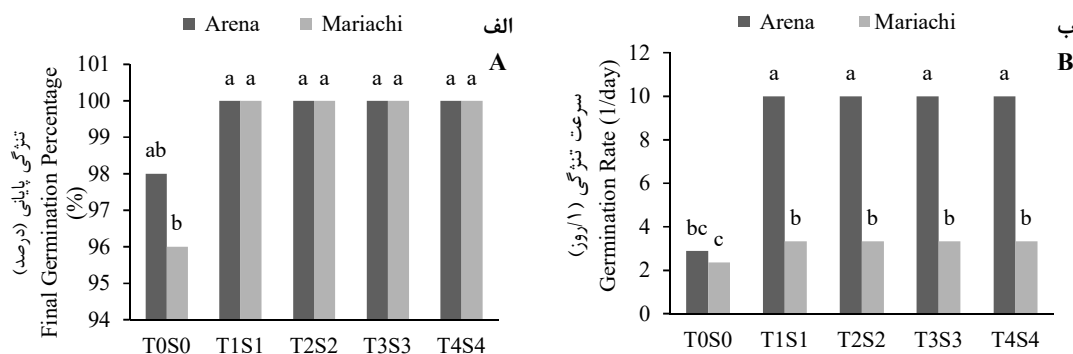 Arena Mariachi
الف
A
تنژگی پایانی (درصد)
Final Germination Percentage
(%)
101
100
99
98
97
96
95
94
ab
b
a a
a a
a a
a a
T0S0 T1S1 T2S2 T3S3 T4S4
Arena Mariachi
ب
B
سرعت تنژگی (۱/روز)
Germination Rate (1/day)
12
10
8
6
4
2
0
bc
c
a
b
a
b
a
b
a
b
T0S0 T1S1 T2S2 T3S3 T4S4